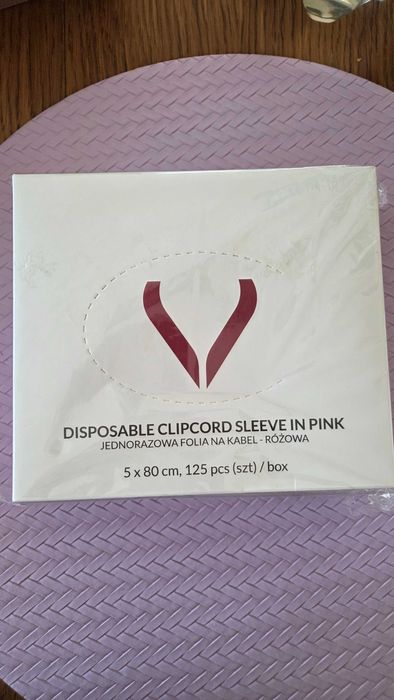 DISPOSABLE CLIPCORD SLEEVE IN PINK
JEDNORAZOWA FOLIA NA KABEL - RÓŻOWA
5 x 80 cm, 125 pcs (szt) / box